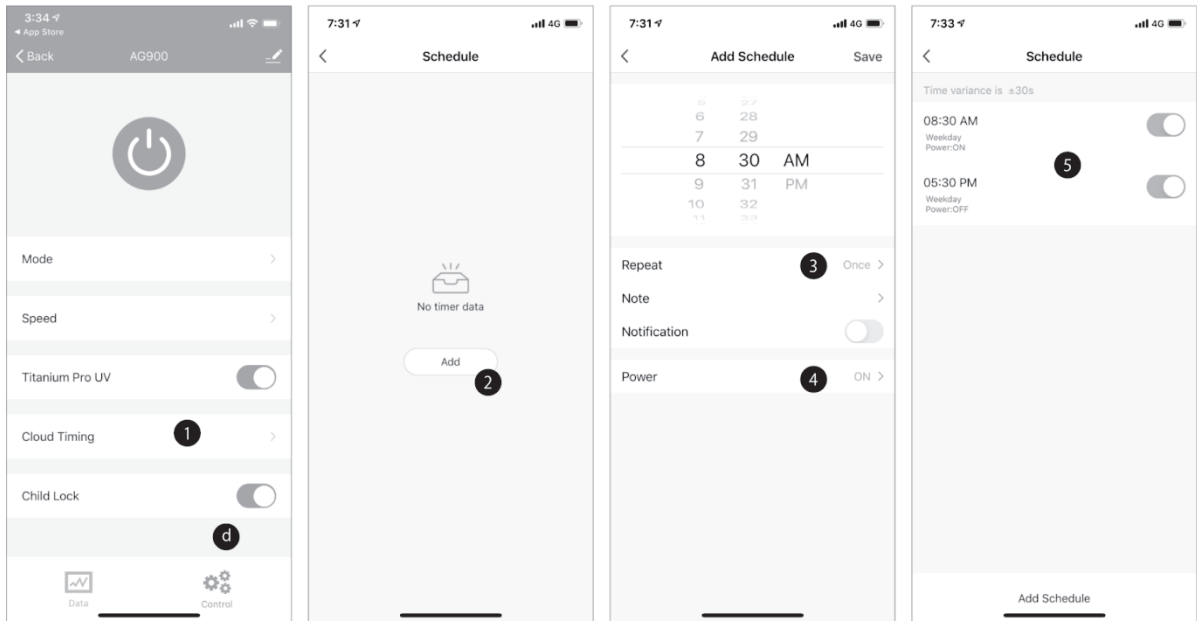 3:34
App Store
Back
AG900
Mode
Speed
Titanium Pro UV
Cloud Timing
1
Child Lock
d
Data
Control
7:31
4G
Schedule
No timer data
Add
2
7:31
4G
Add Schedule
Save
5 27
6 28
7 29
8 30 AM
9 31 PM
10 32
11 33
Repeat
3
Once
Note
Notification
Power
4
ON
7:33
4G
Schedule
Time variance is ±30s
08:30 AM
Weekday
Power:ON
5
05:30 PM
Weekday
Power:OFF
Add Schedule